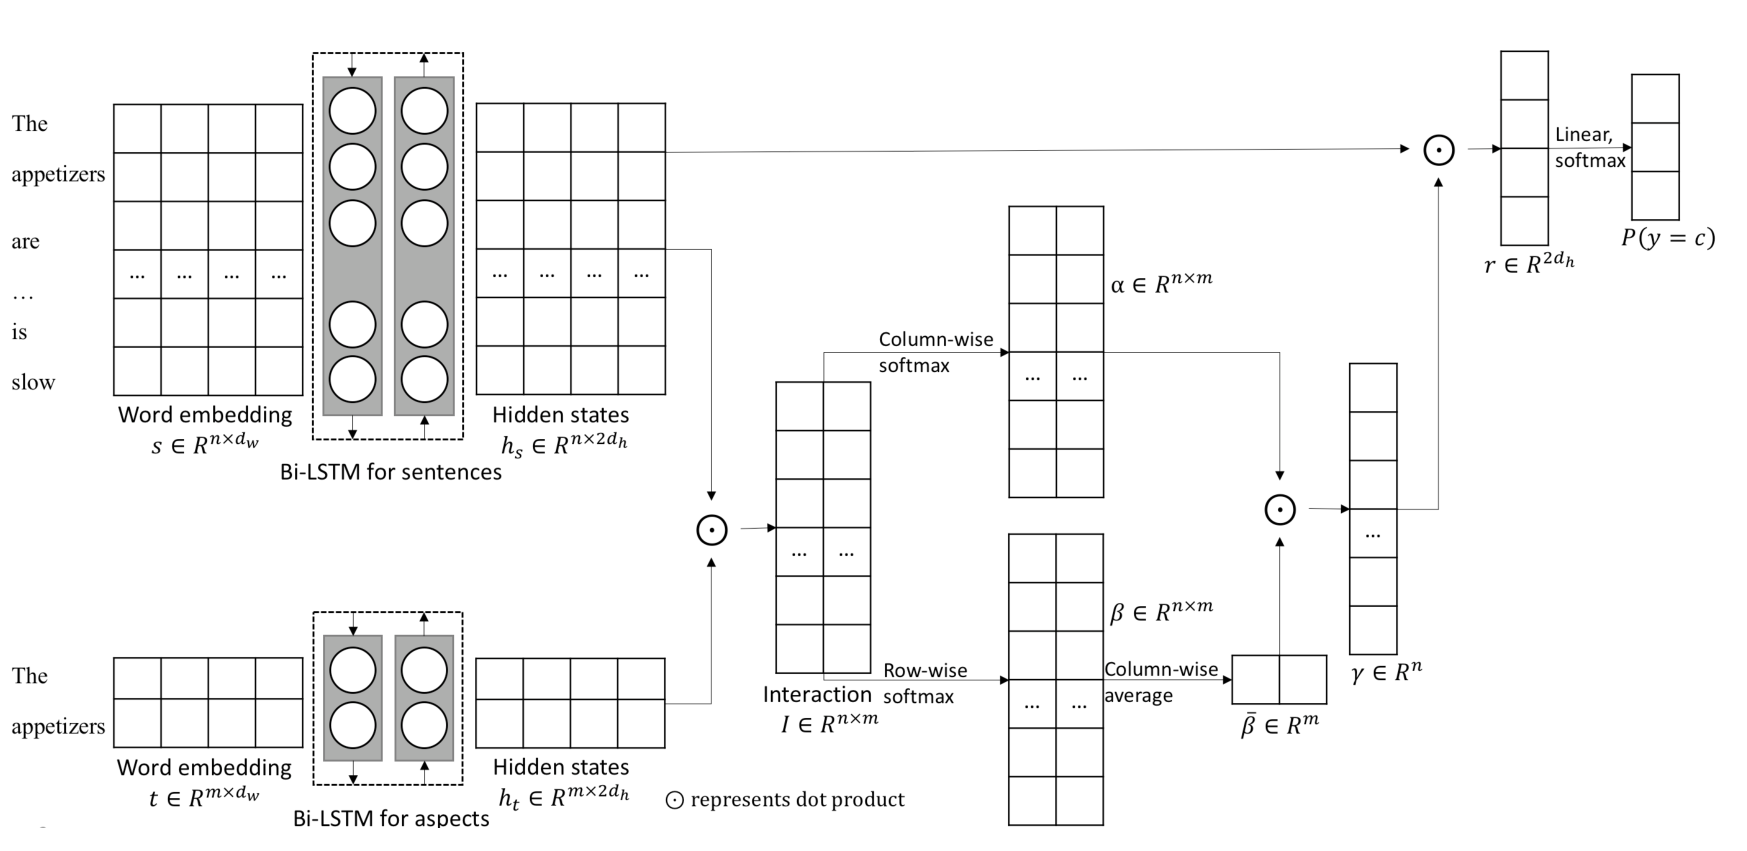 The
appetizers
are
…
is
slow
... ... ... ...
Word embedding
s ∈ R^{n×d_w}
Bi-LSTM for sentences
... ... ... ...
Hidden states
h_s ∈ R^{n×2d_h}
The
appetizers
Word embedding
t ∈ R^{m×d_w}
Bi-LSTM for aspects
Hidden states
h_t ∈ R^{m×2d_h}
⊙ represents dot product
... ...
Interaction
I ∈ R^{n×m}
Column-wise
softmax
... ...
α ∈ R^{n×m}
Row-wise
softmax
... ...
β ∈ R^{n×m}
Column-wise
average
β̄ ∈ R^m
...
γ ∈ R^n
r ∈ R^{2d_h}
Linear,
softmax
P(y = c)